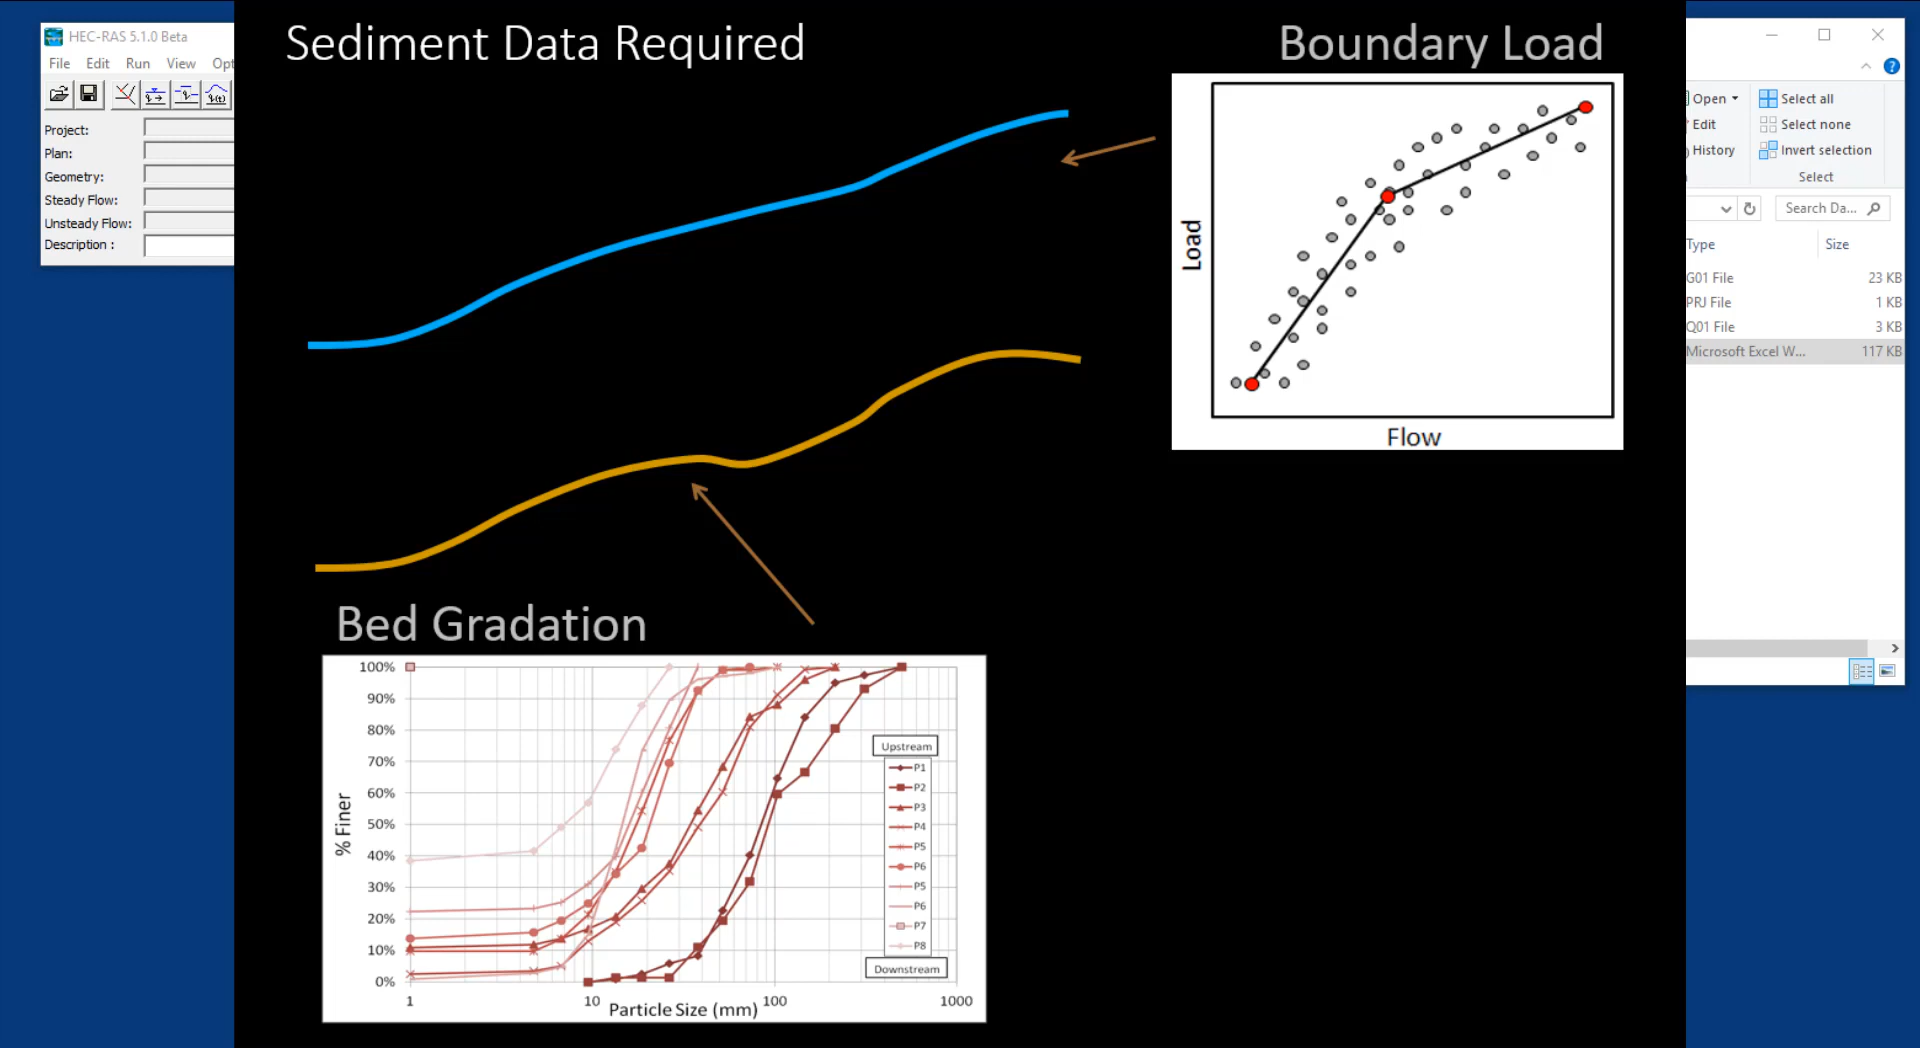 HEC-RAS 5.1.0 Beta
File Edit Run View Opt
Project:
Plan:
Geometry:
Steady Flow:
Unsteady Flow:
Description :
Sediment Data Required
Boundary Load
Load
Flow
Bed Gradation
100%
90%
80%
70%
60%
50%
40%
30%
20%
10%
0%
% Finer
1 10 100 1000
Particle Size (mm)
Upstream
P1
P2
P3
P4
P5
P6
P5
P6
P7
P8
Downstream
Open Select all
Edit Select none
History Invert selection
Select
Search Da...
Type Size
G01 File 23 KB
PRJ File 1 KB
Q01 File 3 KB
Microsoft Excel W... 117 KB